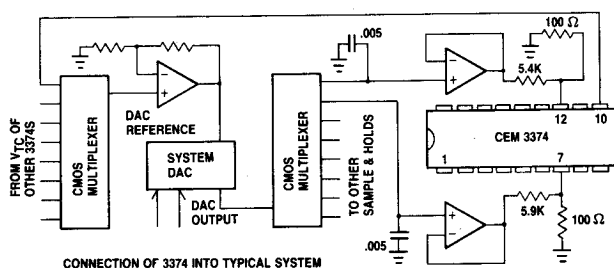 .005
100 Ω
5.4K
FROM VTC OF
OTHER 3374S
CMOS
MULTIPLEXER
DAC
REFERENCE
SYSTEM
DAC
DAC
OUTPUT
CMOS
MULTIPLEXER
TO OTHER
SAMPLE & HOLDS
12
10
CEM 3374
1
7
5.9K
.005
100 Ω
CONNECTION OF 3374 INTO TYPICAL SYSTEM